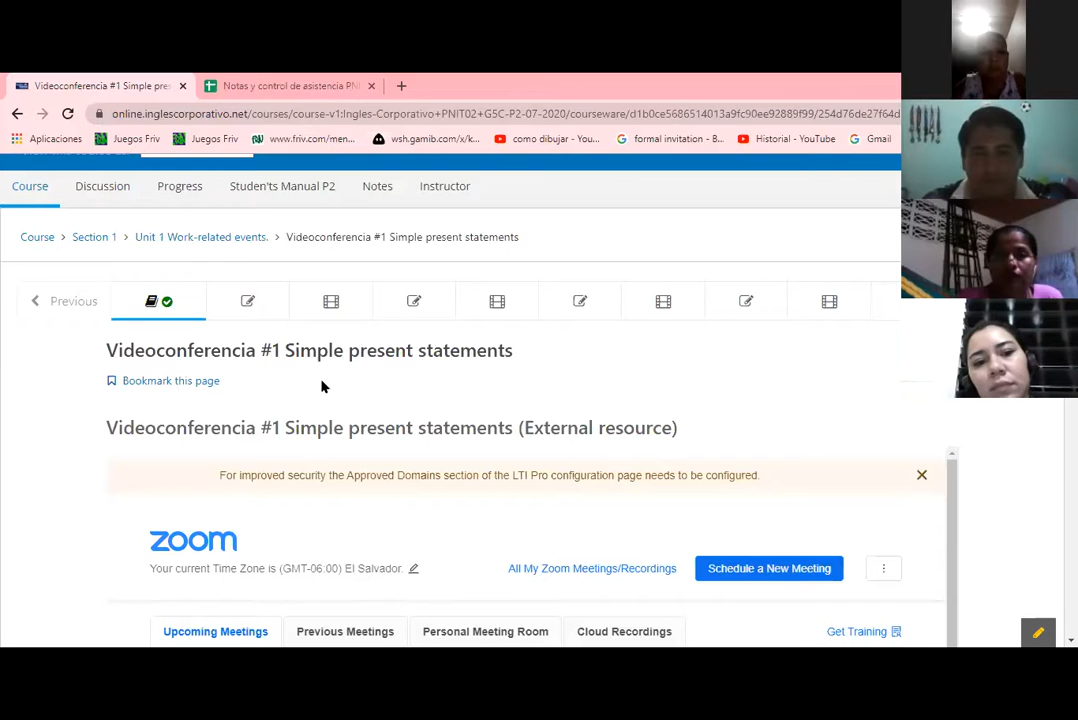 Videoconferencia #1 Simple pres
Notas y control de asistencia PNI
online.inglescorporativo.net/courses/course-v1:Ingles-Corporativo+PNIT02+G5C-P2-07-2020/courseware/d1b0ce5686514013a9fc90ee92889f99/254d76de27f64d
Aplicaciones Juegos Friv Juegos Friv www.friv.com/men... wsh.gamib.com/x/k... como dibujar - You... formal invitation - B... Historial - YouTube Gmail
Course Discussion Progress Studen'ts Manual P2 Notes Instructor
Course > Section 1 > Unit 1 Work-related events. > Videoconferencia #1 Simple present statements
Previous
Videoconferencia #1 Simple present statements
Bookmark this page
Videoconferencia #1 Simple present statements (External resource)
For improved security the Approved Domains section of the LTI Pro configuration page needs to be configured.
zoom
Your current Time Zone is (GMT-06:00) El Salvador. All My Zoom Meetings/Recordings Schedule a New Meeting
Upcoming Meetings Previous Meetings Personal Meeting Room Cloud Recordings Get Training